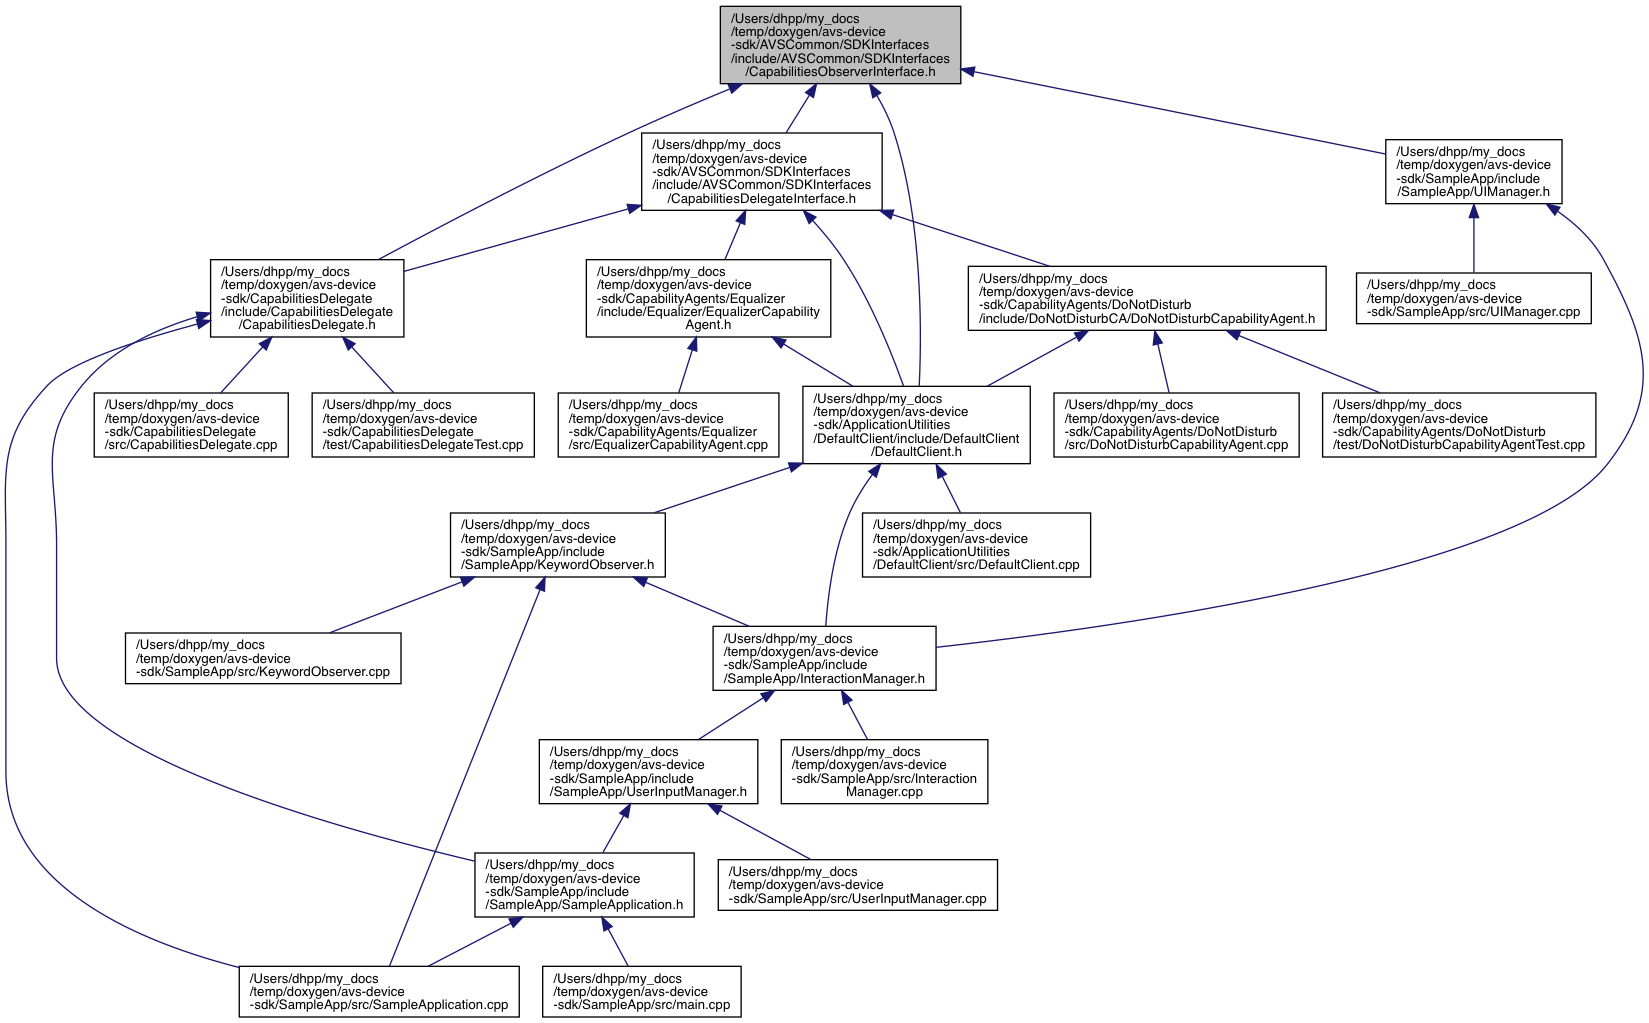 /Users/dhpp/my_docs
/temp/doxygen/avs-device
-sdk/AVSCommon/SDKInterfaces
/include/AVSCommon/SDKInterfaces
/CapabilitiesObserverInterface.h
/Users/dhpp/my_docs
/temp/doxygen/avs-device
-sdk/AVSCommon/SDKInterfaces
/include/AVSCommon/SDKInterfaces
/CapabilitiesDelegateInterface.h
/Users/dhpp/my_docs
/temp/doxygen/avs-device
-sdk/SampleApp/include
/SampleApp/UIManager.h
/Users/dhpp/my_docs
/temp/doxygen/avs-device
-sdk/CapabilitiesDelegate
/include/CapabilitiesDelegate
/CapabilitiesDelegate.h
/Users/dhpp/my_docs
/temp/doxygen/avs-device
-sdk/CapabilityAgents/Equalizer
/include/Equalizer/EqualizerCapability
Agent.h
/Users/dhpp/my_docs
/temp/doxygen/avs-device
-sdk/CapabilityAgents/DoNotDisturb
/include/DoNotDisturbCA/DoNotDisturbCapabilityAgent.h
/Users/dhpp/my_docs
/temp/doxygen/avs-device
-sdk/SampleApp/src/UIManager.cpp
/Users/dhpp/my_docs
/temp/doxygen/avs-device
-sdk/CapabilitiesDelegate
/src/CapabilitiesDelegate.cpp
/Users/dhpp/my_docs
/temp/doxygen/avs-device
-sdk/CapabilitiesDelegate
/test/CapabilitiesDelegateTest.cpp
/Users/dhpp/my_docs
/temp/doxygen/avs-device
-sdk/CapabilityAgents/Equalizer
/src/EqualizerCapabilityAgent.cpp
/Users/dhpp/my_docs
/temp/doxygen/avs-device
-sdk/ApplicationUtilities
/DefaultClient/include/DefaultClient
/DefaultClient.h
/Users/dhpp/my_docs
/temp/doxygen/avs-device
-sdk/CapabilityAgents/DoNotDisturb
/src/DoNotDisturbCapabilityAgent.cpp
/Users/dhpp/my_docs
/temp/doxygen/avs-device
-sdk/CapabilityAgents/DoNotDisturb
/test/DoNotDisturbCapabilityAgentTest.cpp
/Users/dhpp/my_docs
/temp/doxygen/avs-device
-sdk/SampleApp/include
/SampleApp/KeywordObserver.h
/Users/dhpp/my_docs
/temp/doxygen/avs-device
-sdk/ApplicationUtilities
/DefaultClient/src/DefaultClient.cpp
/Users/dhpp/my_docs
/temp/doxygen/avs-device
-sdk/SampleApp/src/KeywordObserver.cpp
/Users/dhpp/my_docs
/temp/doxygen/avs-device
-sdk/SampleApp/include
/SampleApp/InteractionManager.h
/Users/dhpp/my_docs
/temp/doxygen/avs-device
-sdk/SampleApp/include
/SampleApp/UserInputManager.h
/Users/dhpp/my_docs
/temp/doxygen/avs-device
-sdk/SampleApp/src/Interaction
Manager.cpp
/Users/dhpp/my_docs
/temp/doxygen/avs-device
-sdk/SampleApp/include
/SampleApp/SampleApplication.h
/Users/dhpp/my_docs
/temp/doxygen/avs-device
-sdk/SampleApp/src/UserInputManager.cpp
/Users/dhpp/my_docs
/temp/doxygen/avs-device
-sdk/SampleApp/src/SampleApplication.cpp
/Users/dhpp/my_docs
/temp/doxygen/avs-device
-sdk/SampleApp/src/main.cpp